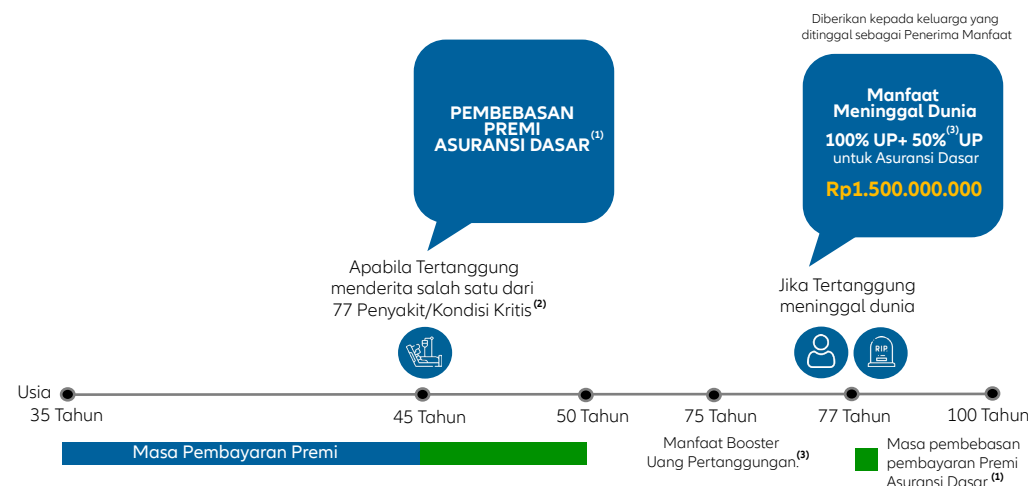 Diberikan kepada keluarga yang
ditinggal sebagai Penerima Manfaat
PEMBEBASAN
PREMI
ASURANSI DASAR(1)
Manfaat
Meninggal Dunia
100% UP+ 50%(3)UP
untuk Asuransi Dasar
Rp1.500.000.000
Apabila Tertanggung
menderita salah satu dari
77 Penyakit/Kondisi Kritis(2)
Jika Tertanggung
meninggal dunia
RIP
Usia
35 Tahun
45 Tahun
50 Tahun
75 Tahun
77 Tahun
100 Tahun
Masa Pembayaran Premi
Manfaat Booster
Uang Pertanggungan.(3)
Masa pembebasan
pembayaran Premi
Asuransi Dasar (1)